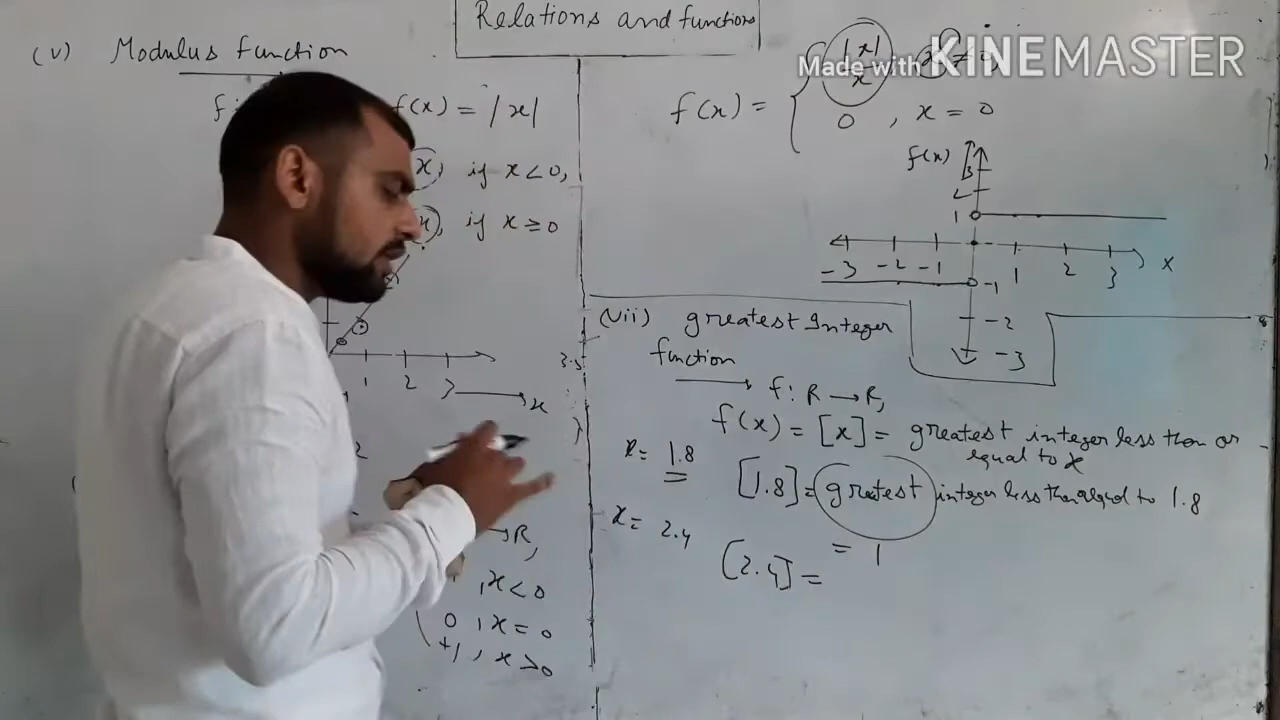 Relations and functions
(v) Modulus function
f(x) = |x|
x, if x < 0,
if x ≥ 0
1 2 3
x
R,
, x < 0
0 , x = 0
+1 , x > 0
Made with KINEMASTER
f(x) = { |x|/x
0 , x = 0
f(x)
3
2
1
-3 -2 -1 1 2 3 x
-1
-2
-3
(vii) greatest Integer
function
f: R → R,
f(x) = [x] = greatest integer less than or
equal to x
x = 1.8
[1.8] = greatest integer less than equal to 1.8
= 1
x = 2.4
[2.4] =